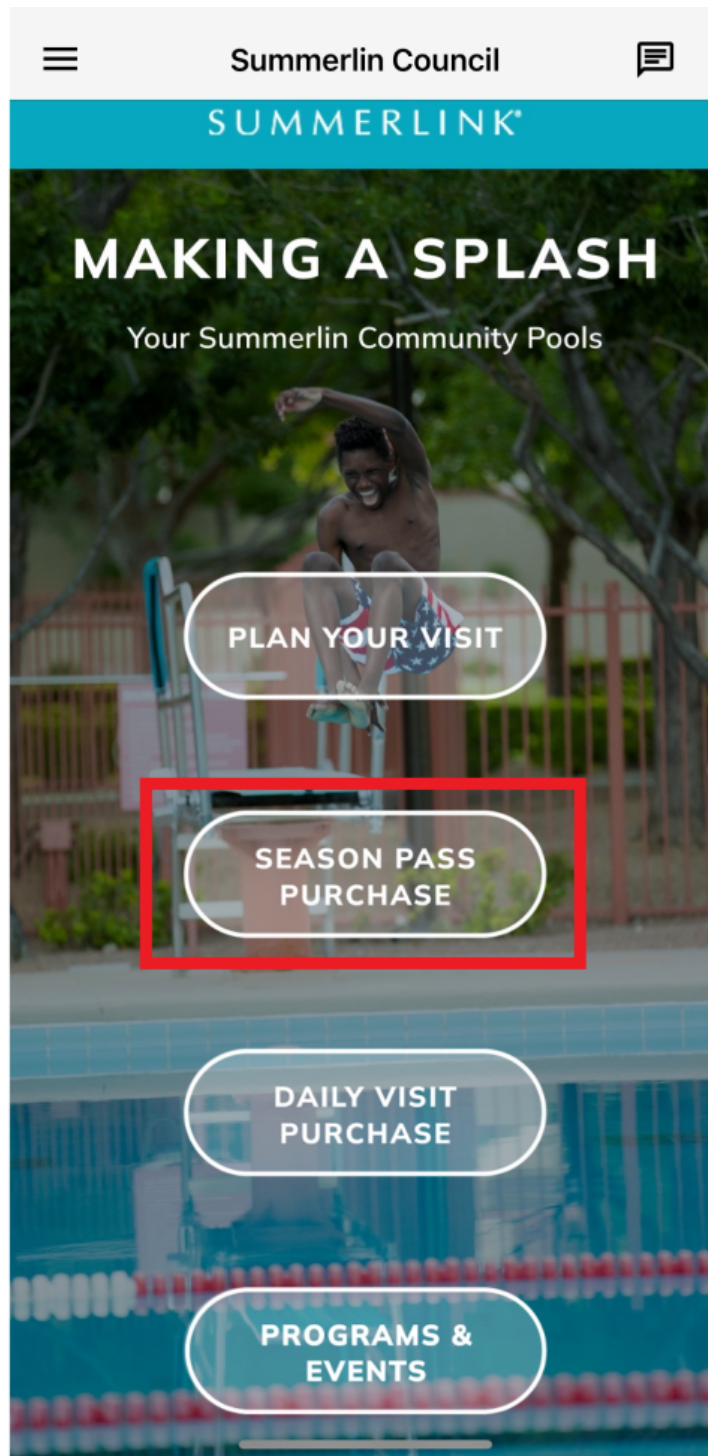 Summerlin Council
SUMMERLINK®
MAKING A SPLASH
Your Summerlin Community Pools
PLAN YOUR VISIT
SEASON PASS
PURCHASE
DAILY VISIT
PURCHASE
PROGRAMS &
EVENTS